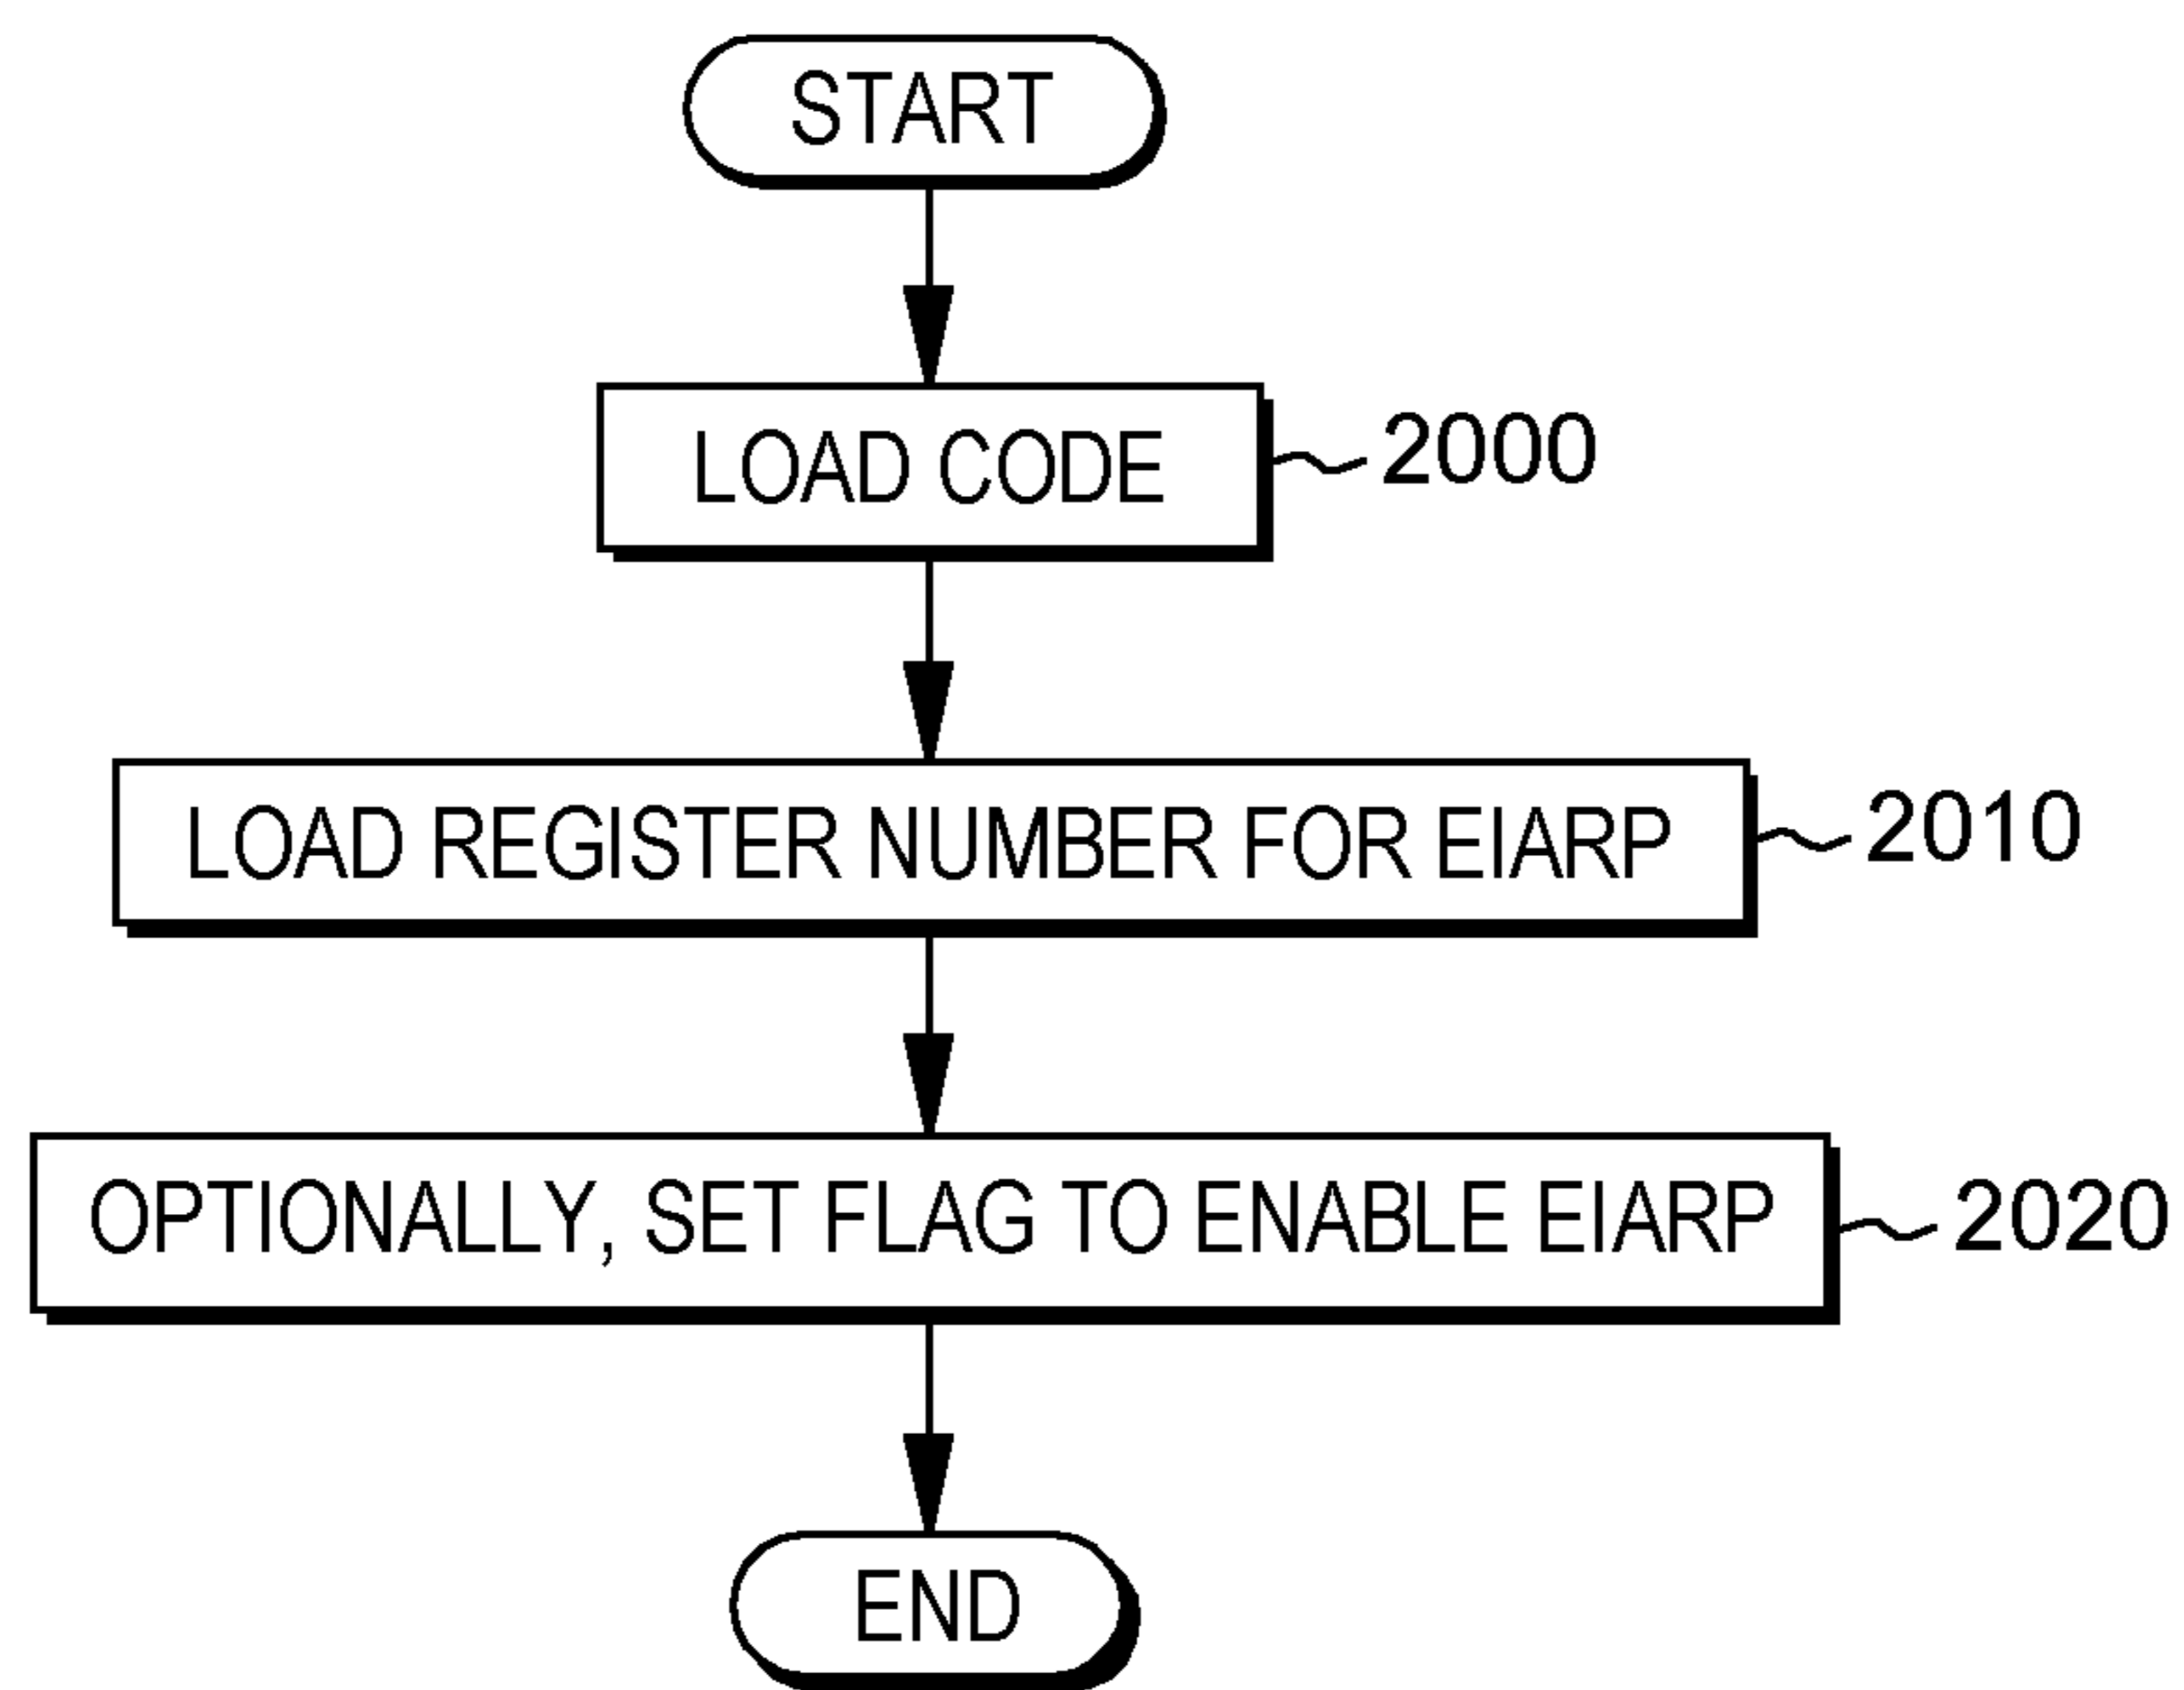 START
LOAD CODE
2000
LOAD REGISTER NUMBER FOR EIARP
2010
OPTIONALLY, SET FLAG TO ENABLE EIARP
2020
END